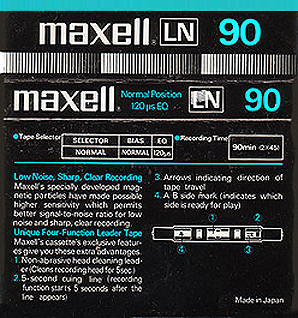 maxell. LN 90
maxell. Normal Position 120 μs EQ LN 90
●Tape Selector SELECTOR BIAS EQ ●Recording Time 90min (2×45)
NORMAL NORMAL 120μs
Low Noise, Sharp, Clear Recording
Maxell's specially developed mag-
netic particles have made possible
higher sensitivity which permits
better signal-to-noise ratio for low
noise and sharp, clear recording.
Unique Four-Function Leader Tape
Maxell's cassette's exclusive featur-
es give you these extra advantages.
1.Non-abrasive head cleaning lead-
er(Cleans recording head for 5sec)
2.5-second cuing line (recording
function starts 5 seconds after the
line appears)
3.Arrows indicating direction of
tape travel
4.A B side mark (indicates which
side is ready for play)
① ②
④ ③
Made in Japan